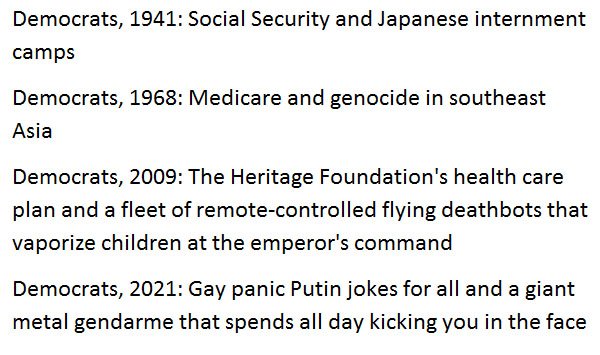 Democrats, 1941: Social Security and Japanese internment
camps
Democrats, 1968: Medicare and genocide in southeast
Asia
Democrats, 2009: The Heritage Foundation's health care
plan and a fleet of remote-controlled flying deathbots that
vaporize children at the emperor's command
Democrats, 2021: Gay panic Putin jokes for all and a giant
metal gendarme that spends all day kicking you in the face